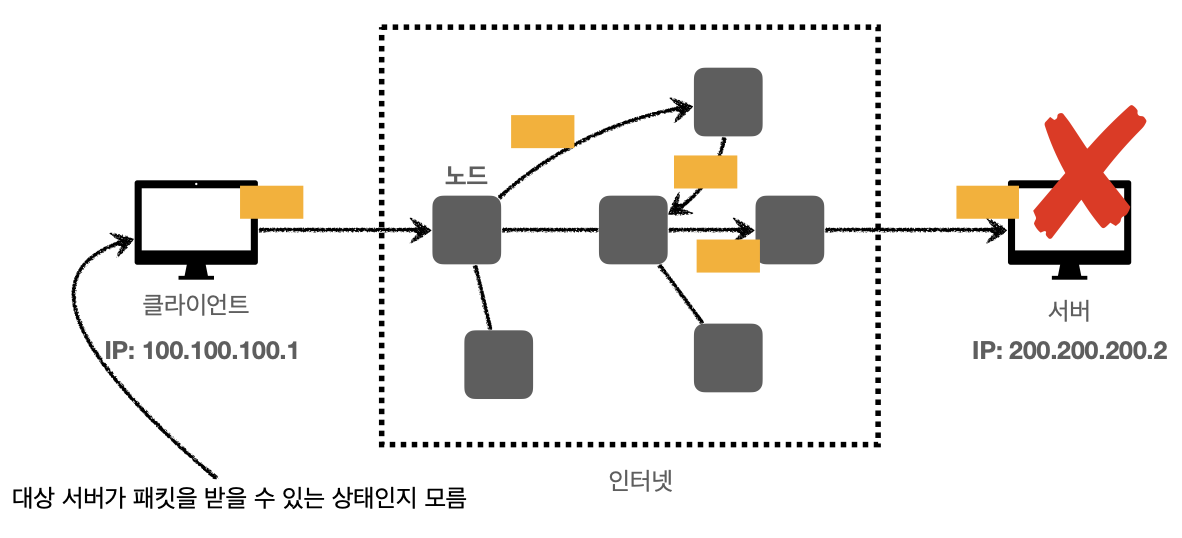 노드
클라이언트
IP: 100.100.100.1
서버
IP: 200.200.200.2
인터넷
대상 서버가 패킷을 받을 수 있는 상태인지 모름